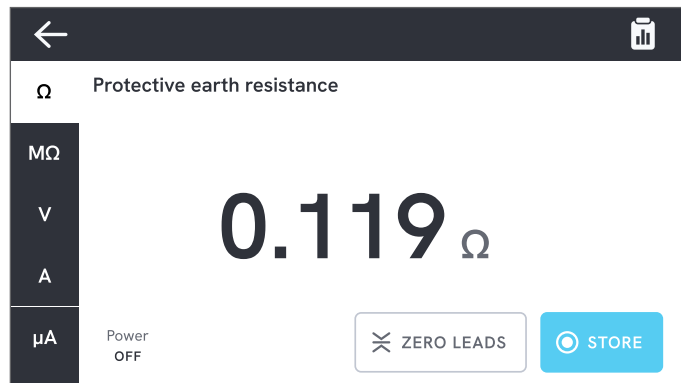 Ω
Protective earth resistance
MΩ
V
A
μA
0.119 Ω
Power
OFF
ZERO LEADS
STORE